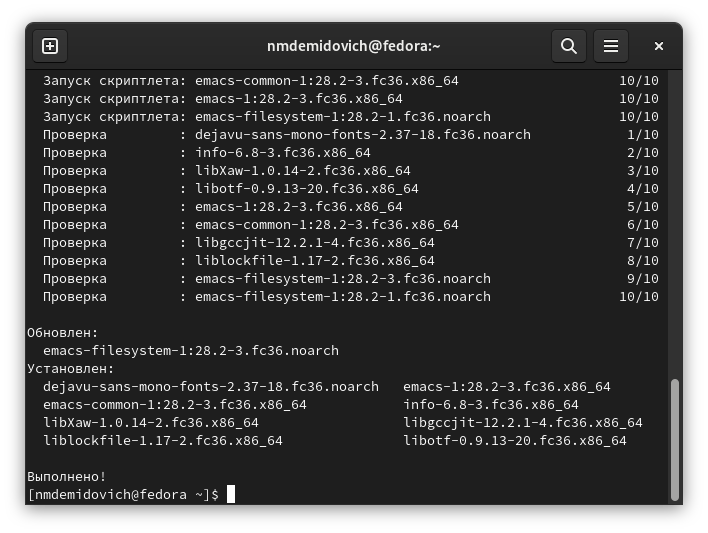 nmdemidovich@fedora:~
Запуск скриптлета: emacs-common-1:28.2-3.fc36.x86_64 10/10
Запуск скриптлета: emacs-1:28.2-3.fc36.x86_64 10/10
Запуск скриптлета: emacs-filesystem-1:28.2-1.fc36.noarch 10/10
Проверка : dejavu-sans-mono-fonts-2.37-18.fc36.noarch 1/10
Проверка : info-6.8-3.fc36.x86_64 2/10
Проверка : libXaw-1.0.14-2.fc36.x86_64 3/10
Проверка : libotf-0.9.13-20.fc36.x86_64 4/10
Проверка : emacs-1:28.2-3.fc36.x86_64 5/10
Проверка : emacs-common-1:28.2-3.fc36.x86_64 6/10
Проверка : libgccjit-12.2.1-4.fc36.x86_64 7/10
Проверка : liblockfile-1.17-2.fc36.x86_64 8/10
Проверка : emacs-filesystem-1:28.2-3.fc36.noarch 9/10
Проверка : emacs-filesystem-1:28.2-1.fc36.noarch 10/10
Обновлен:
emacs-filesystem-1:28.2-3.fc36.noarch
Установлен:
dejavu-sans-mono-fonts-2.37-18.fc36.noarch emacs-1:28.2-3.fc36.x86_64
emacs-common-1:28.2-3.fc36.x86_64 info-6.8-3.fc36.x86_64
libXaw-1.0.14-2.fc36.x86_64 libgccjit-12.2.1-4.fc36.x86_64
liblockfile-1.17-2.fc36.x86_64 libotf-0.9.13-20.fc36.x86_64
Выполнено!
[nmdemidovich@fedora ~]$